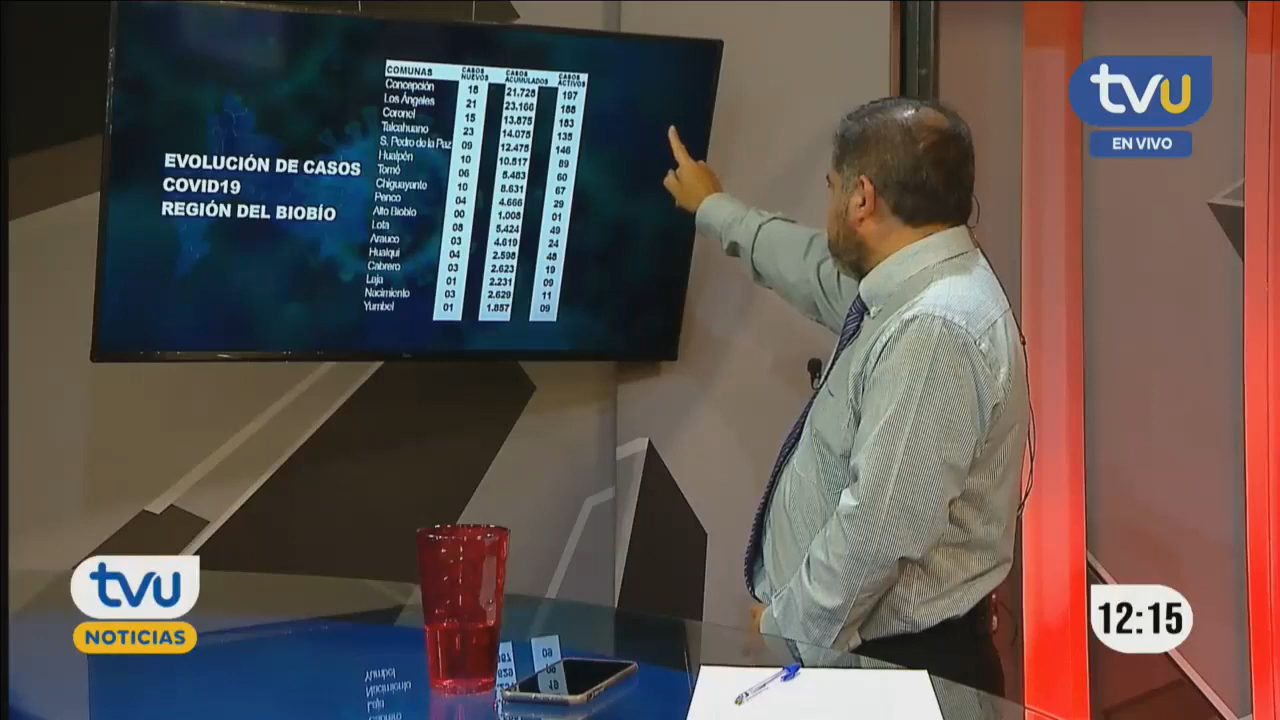 EVOLUCIÓN DE CASOS
COVID19
REGIÓN DEL BIOBÍO
COMUNAS CASOS NUEVOS CASOS ACUMULADOS CASOS ACTIVOS
Concepción 18 21.728 197
Los Ángeles 21 23.166 188
Coronel 15 13.875 183
Talcahuano 23 14.075 135
S. Pedro de la Paz 09 12.475 146
Hualpén 10 10.517 89
Tomé 06 5.483 60
Chiguayante 10 8.631 67
Penco 04 4.666 29
Alto Biobío 00 1.008 01
Lota 08 5.424 49
Arauco 03 4.619 24
Hualqui 04 2.598 48
Cabrero 03 2.623 19
Laja 01 2.231 09
Nacimiento 03 2.629 11
Yumbel 01 1.857 09
tvu
EN VIVO
tvu
NOTICIAS
12:15